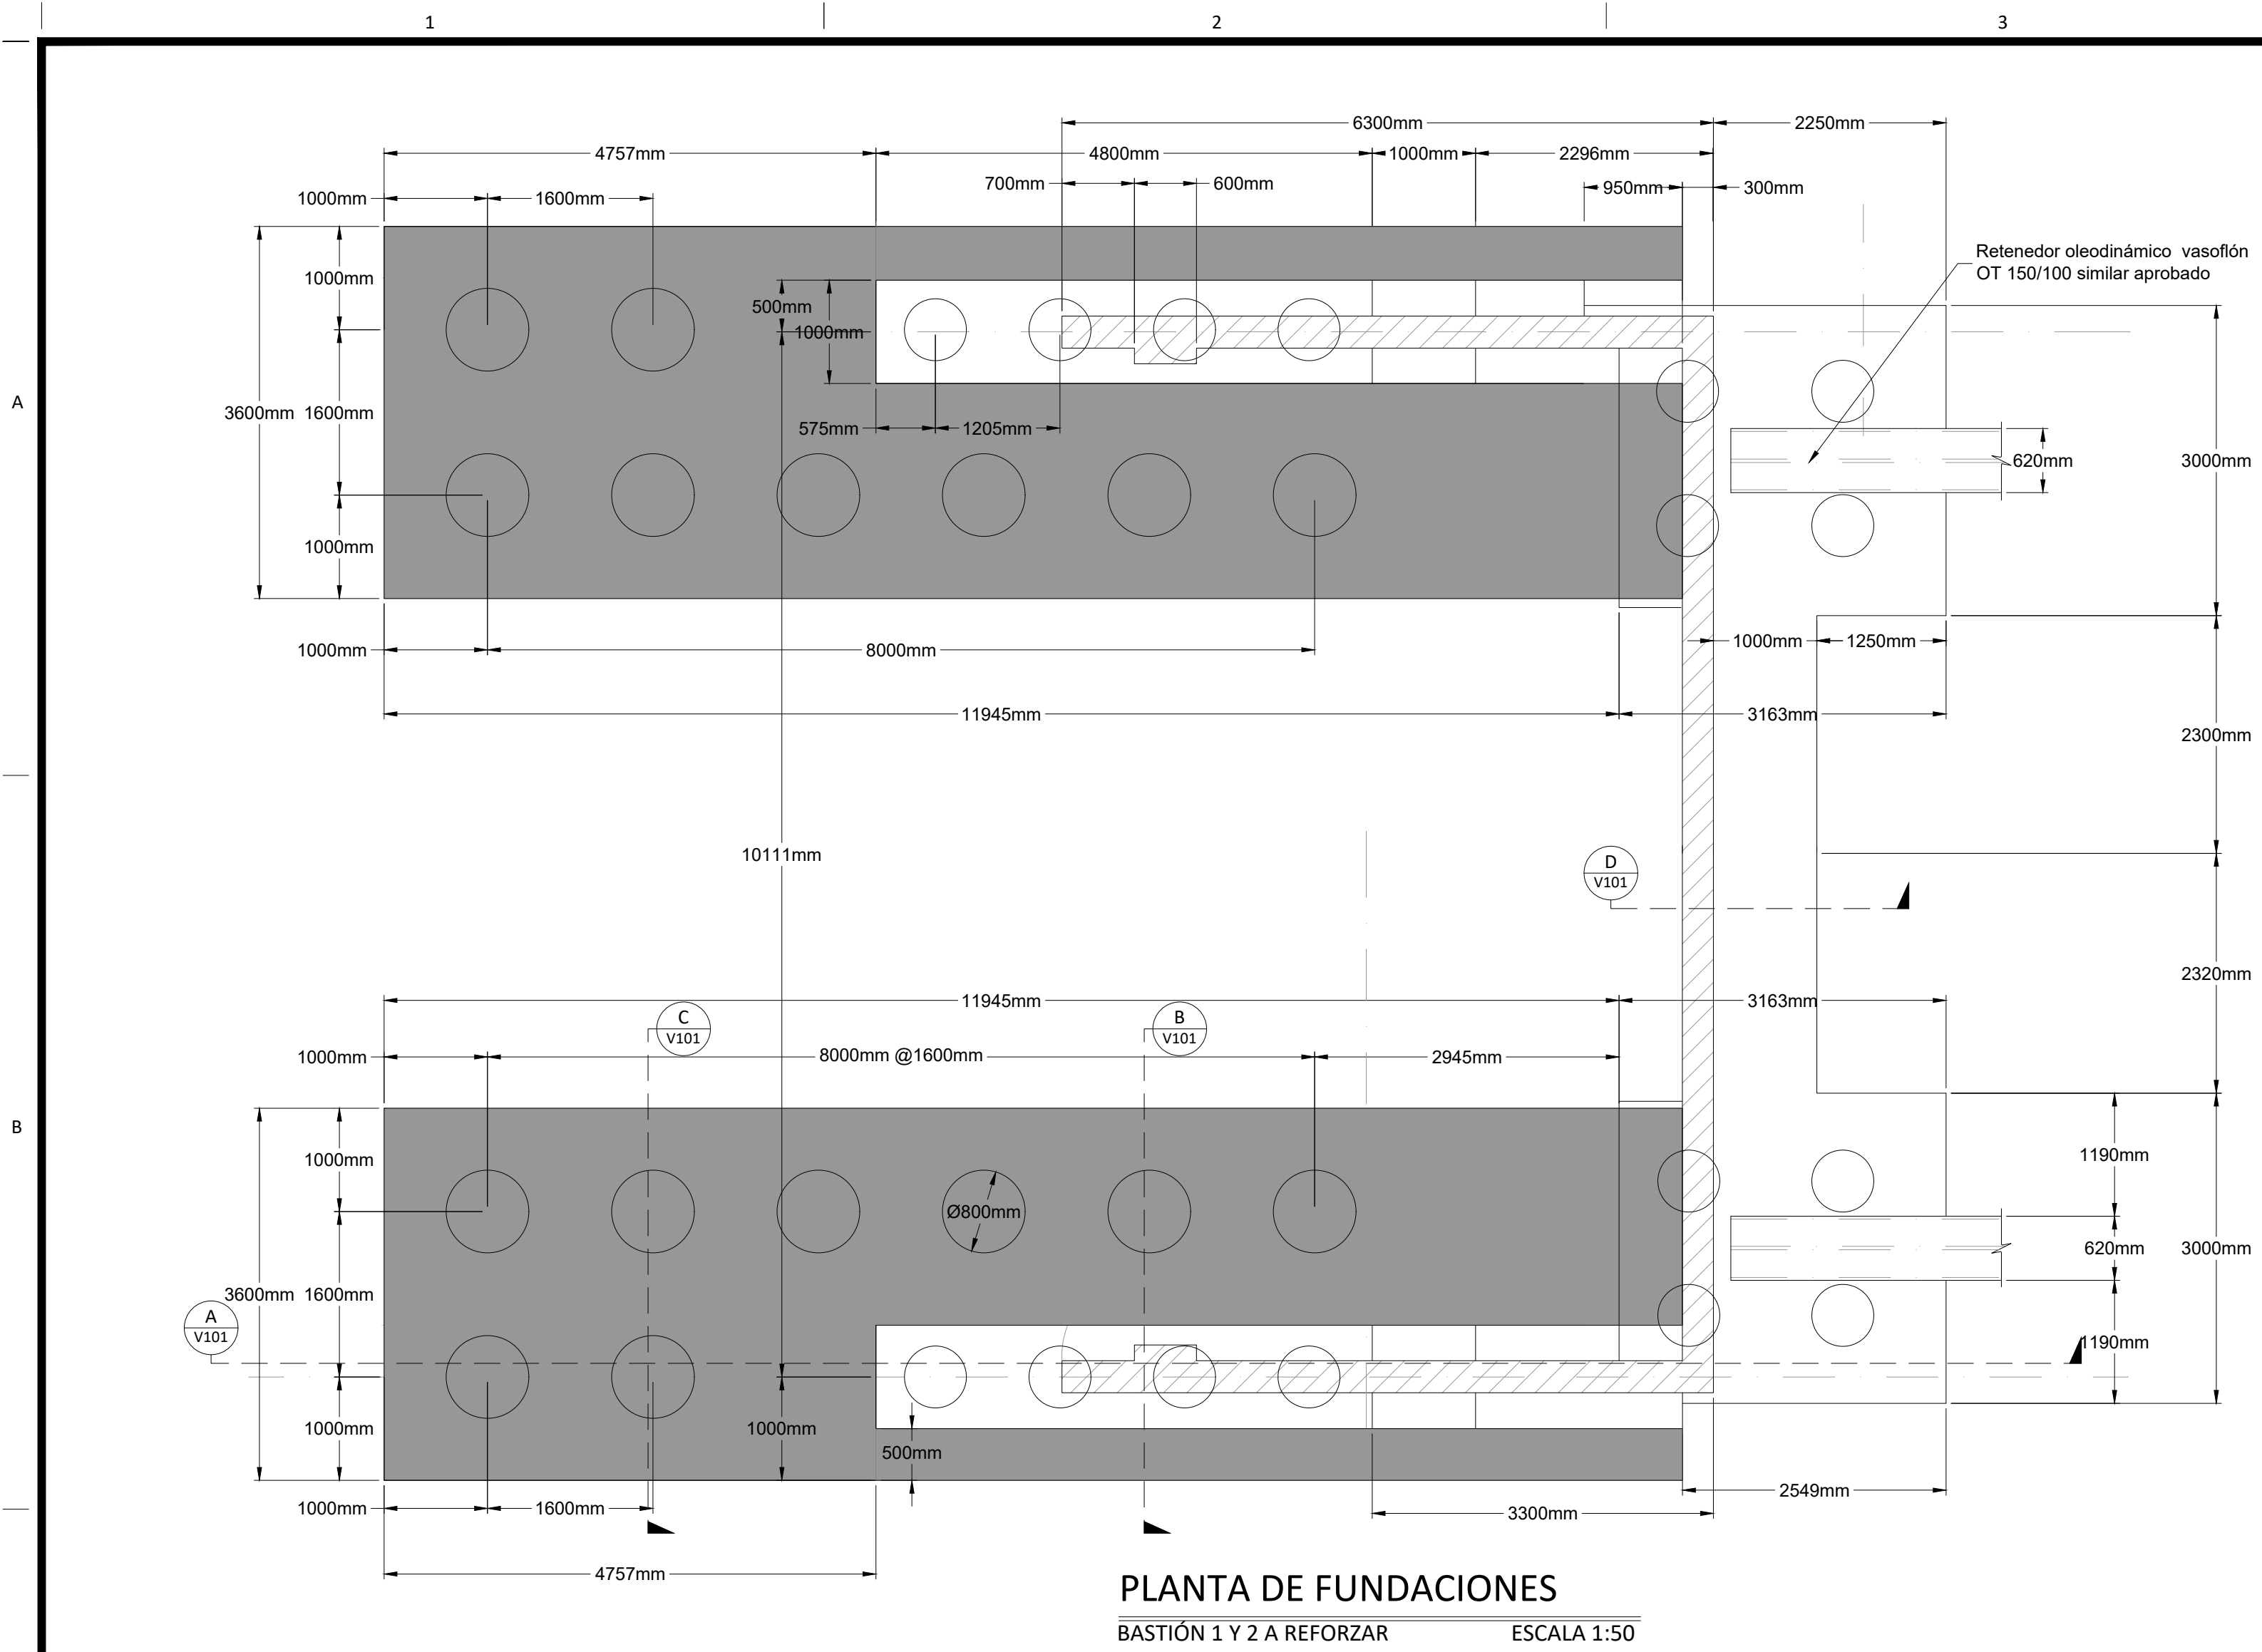 1
2
3
6300mm
2250mm
4757mm
4800mm
1000mm
2296mm
700mm
600mm
950mm
300mm
1000mm
1600mm
Retenedor oleodinámico vasoflón
OT 150/100 similar aprobado
1000mm
500mm
1000mm
A
3600mm
1600mm
575mm
1205mm
620mm
3000mm
1000mm
1000mm
8000mm
1000mm
1250mm
11945mm
3163mm
2300mm
10111mm
D
V101
2320mm
11945mm
3163mm
C
V101
B
V101
1000mm
8000mm @1600mm
2945mm
B
1000mm
1190mm
Ø800mm
620mm
3000mm
3600mm
1600mm
A
V101
1190mm
1000mm
1000mm
500mm
1000mm
1600mm
2549mm
3300mm
4757mm
PLANTA DE FUNDACIONES
BASTIÓN 1 Y 2 A REFORZAR
ESCALA 1:50